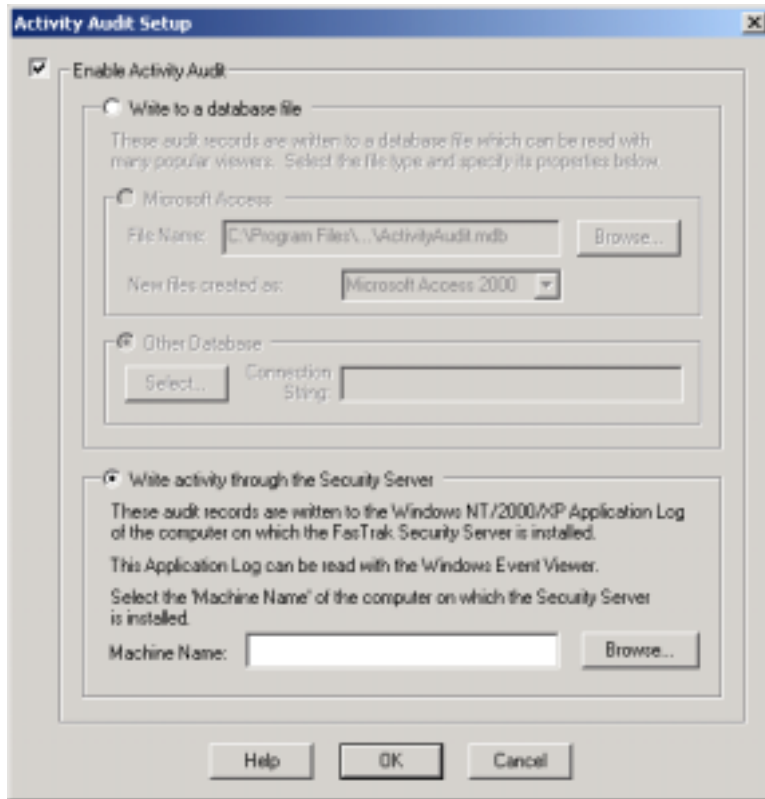 Activity Audit Setup
Enable Activity Audit
Write to a database file
These audit records are written to a database file which can be read with
many popular viewers. Select the file type and specify its properties below.
Microsoft Access
File Name: C:\Program Files\...\ActivityAudit.mdb Browse...
New files created as: Microsoft Access 2000
Other Database
Select... Connection
String:
Write activity through the Security Server
These audit records are written to the Windows NT/2000/XP Application Log
of the computer on which the FasTrak Security Server is installed.
This Application Log can be read with the Windows Event Viewer.
Select the 'Machine Name' of the computer on which the Security Server
is installed.
Machine Name: Browse...
Help OK Cancel